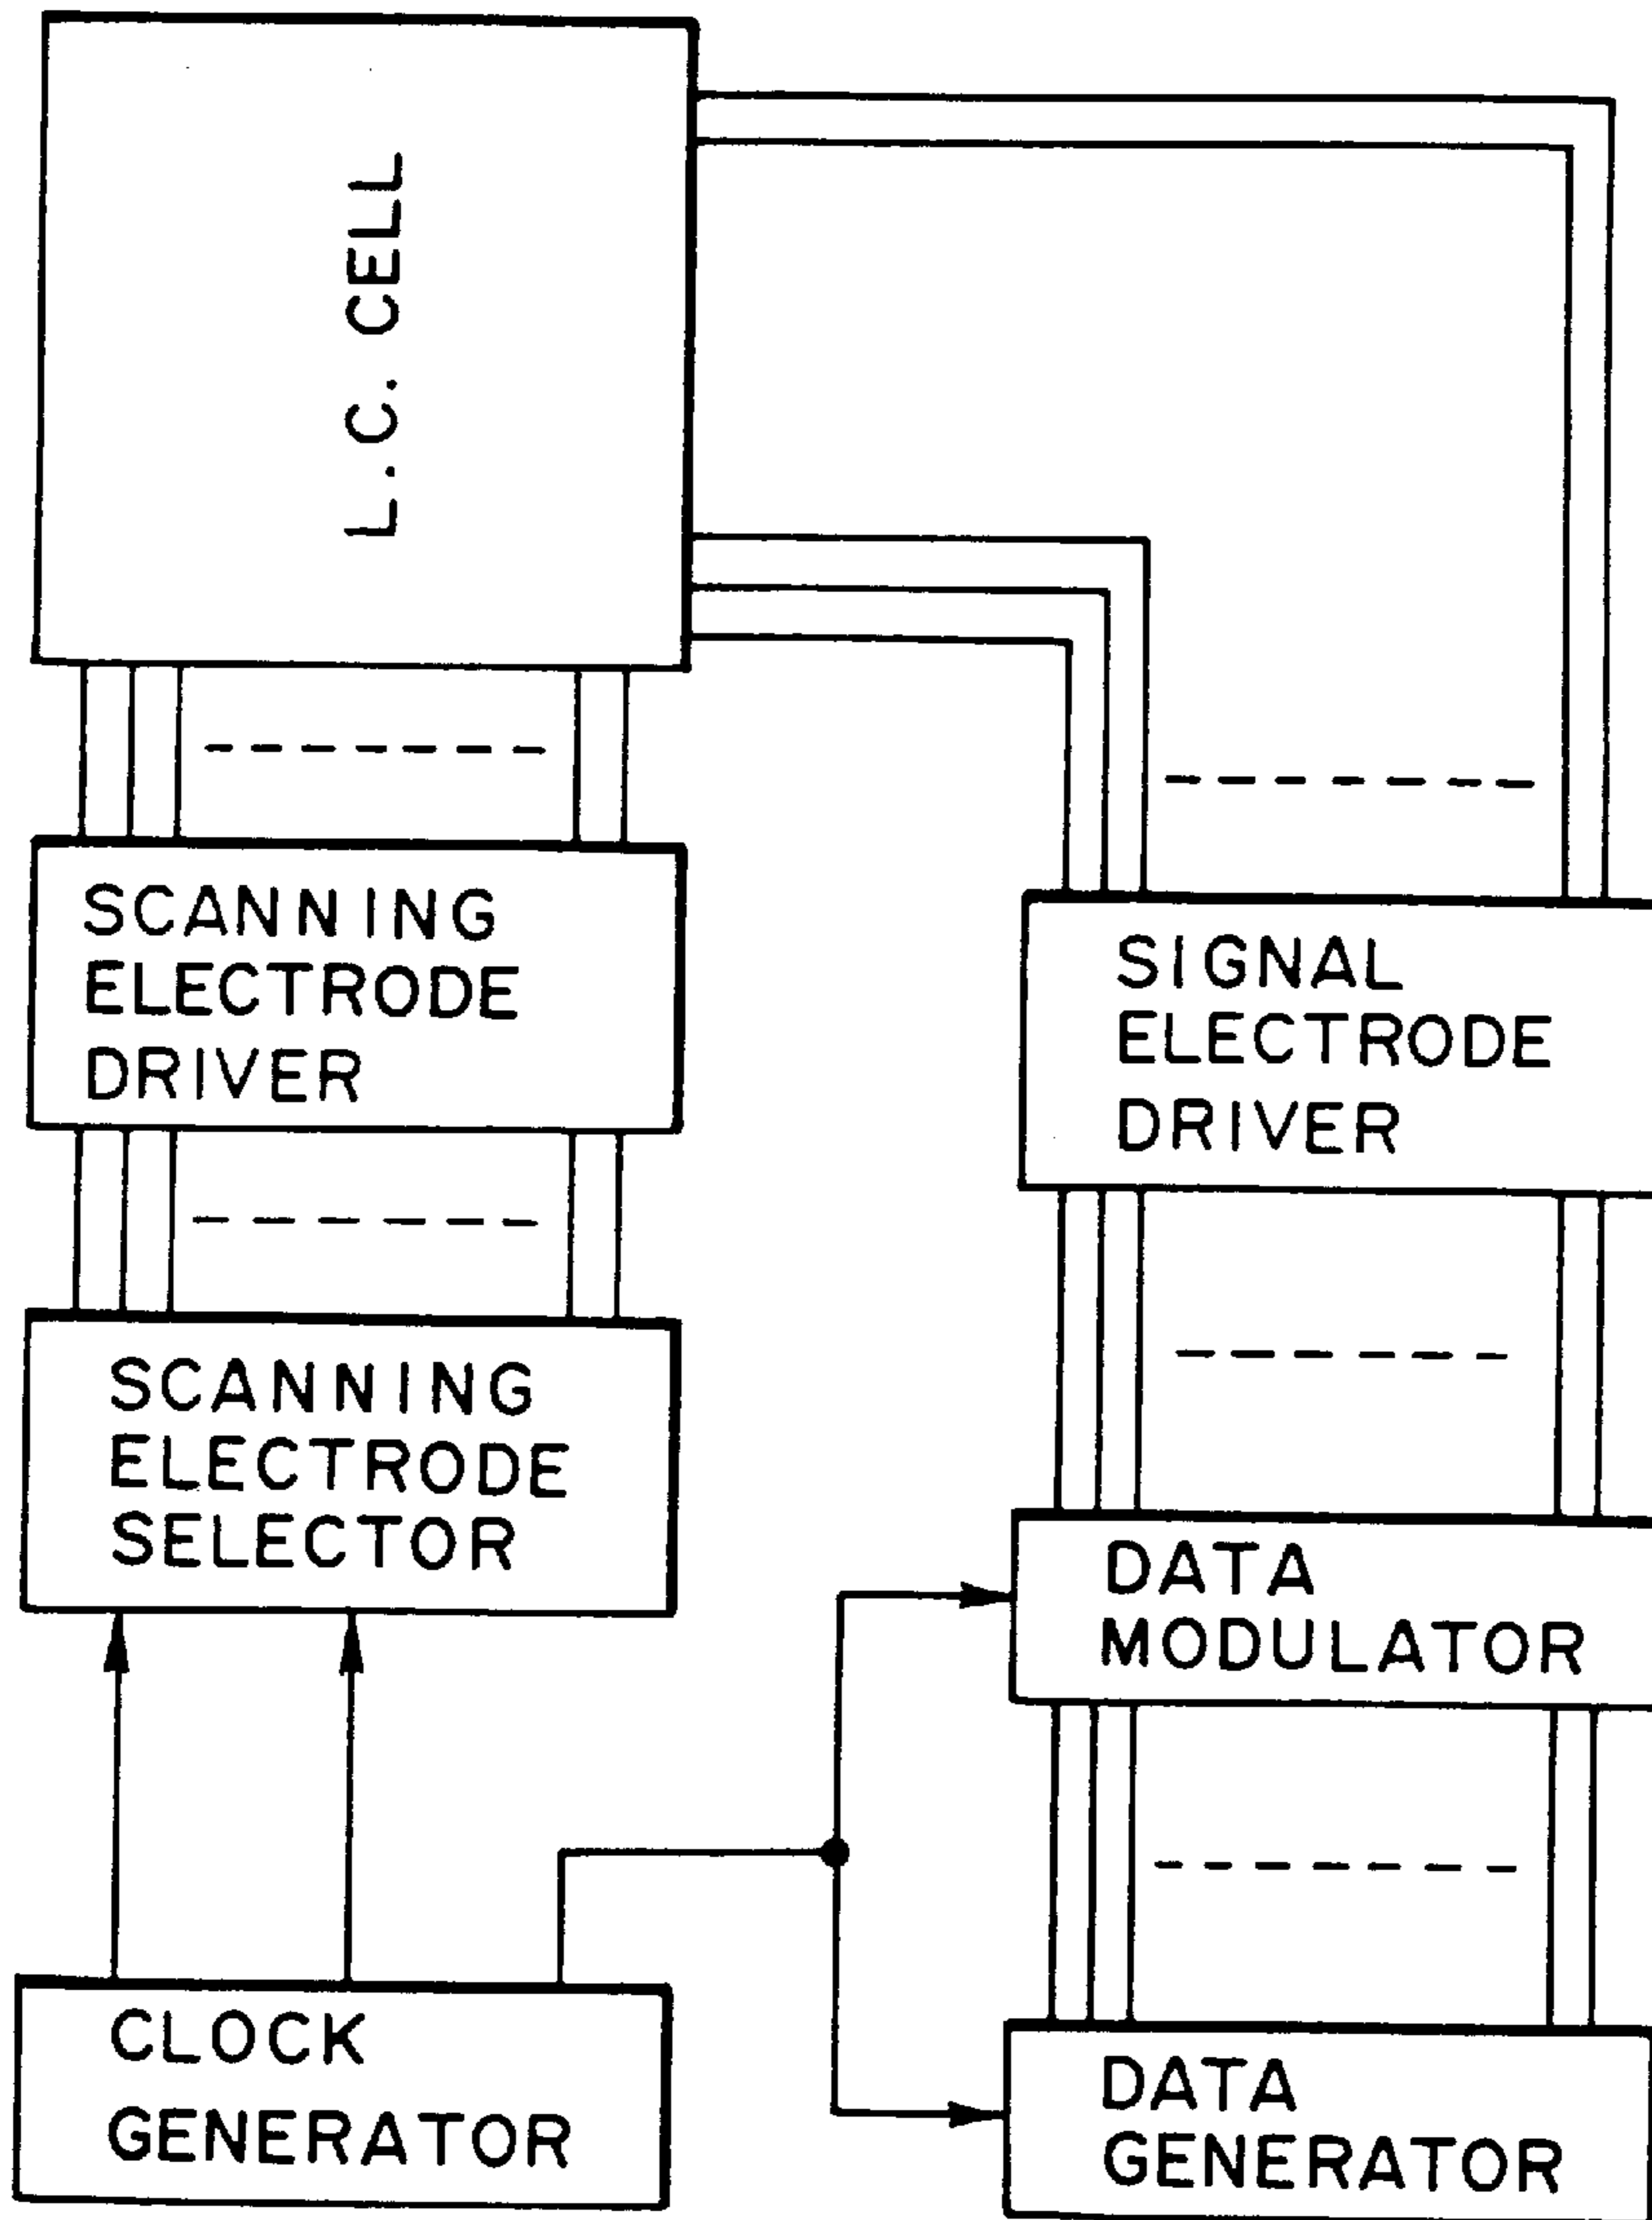 L.C. CELL
SCANNING
ELECTRODE
DRIVER
SIGNAL
ELECTRODE
DRIVER
SCANNING
ELECTRODE
SELECTOR
DATA
MODULATOR
CLOCK
GENERATOR
DATA
GENERATOR